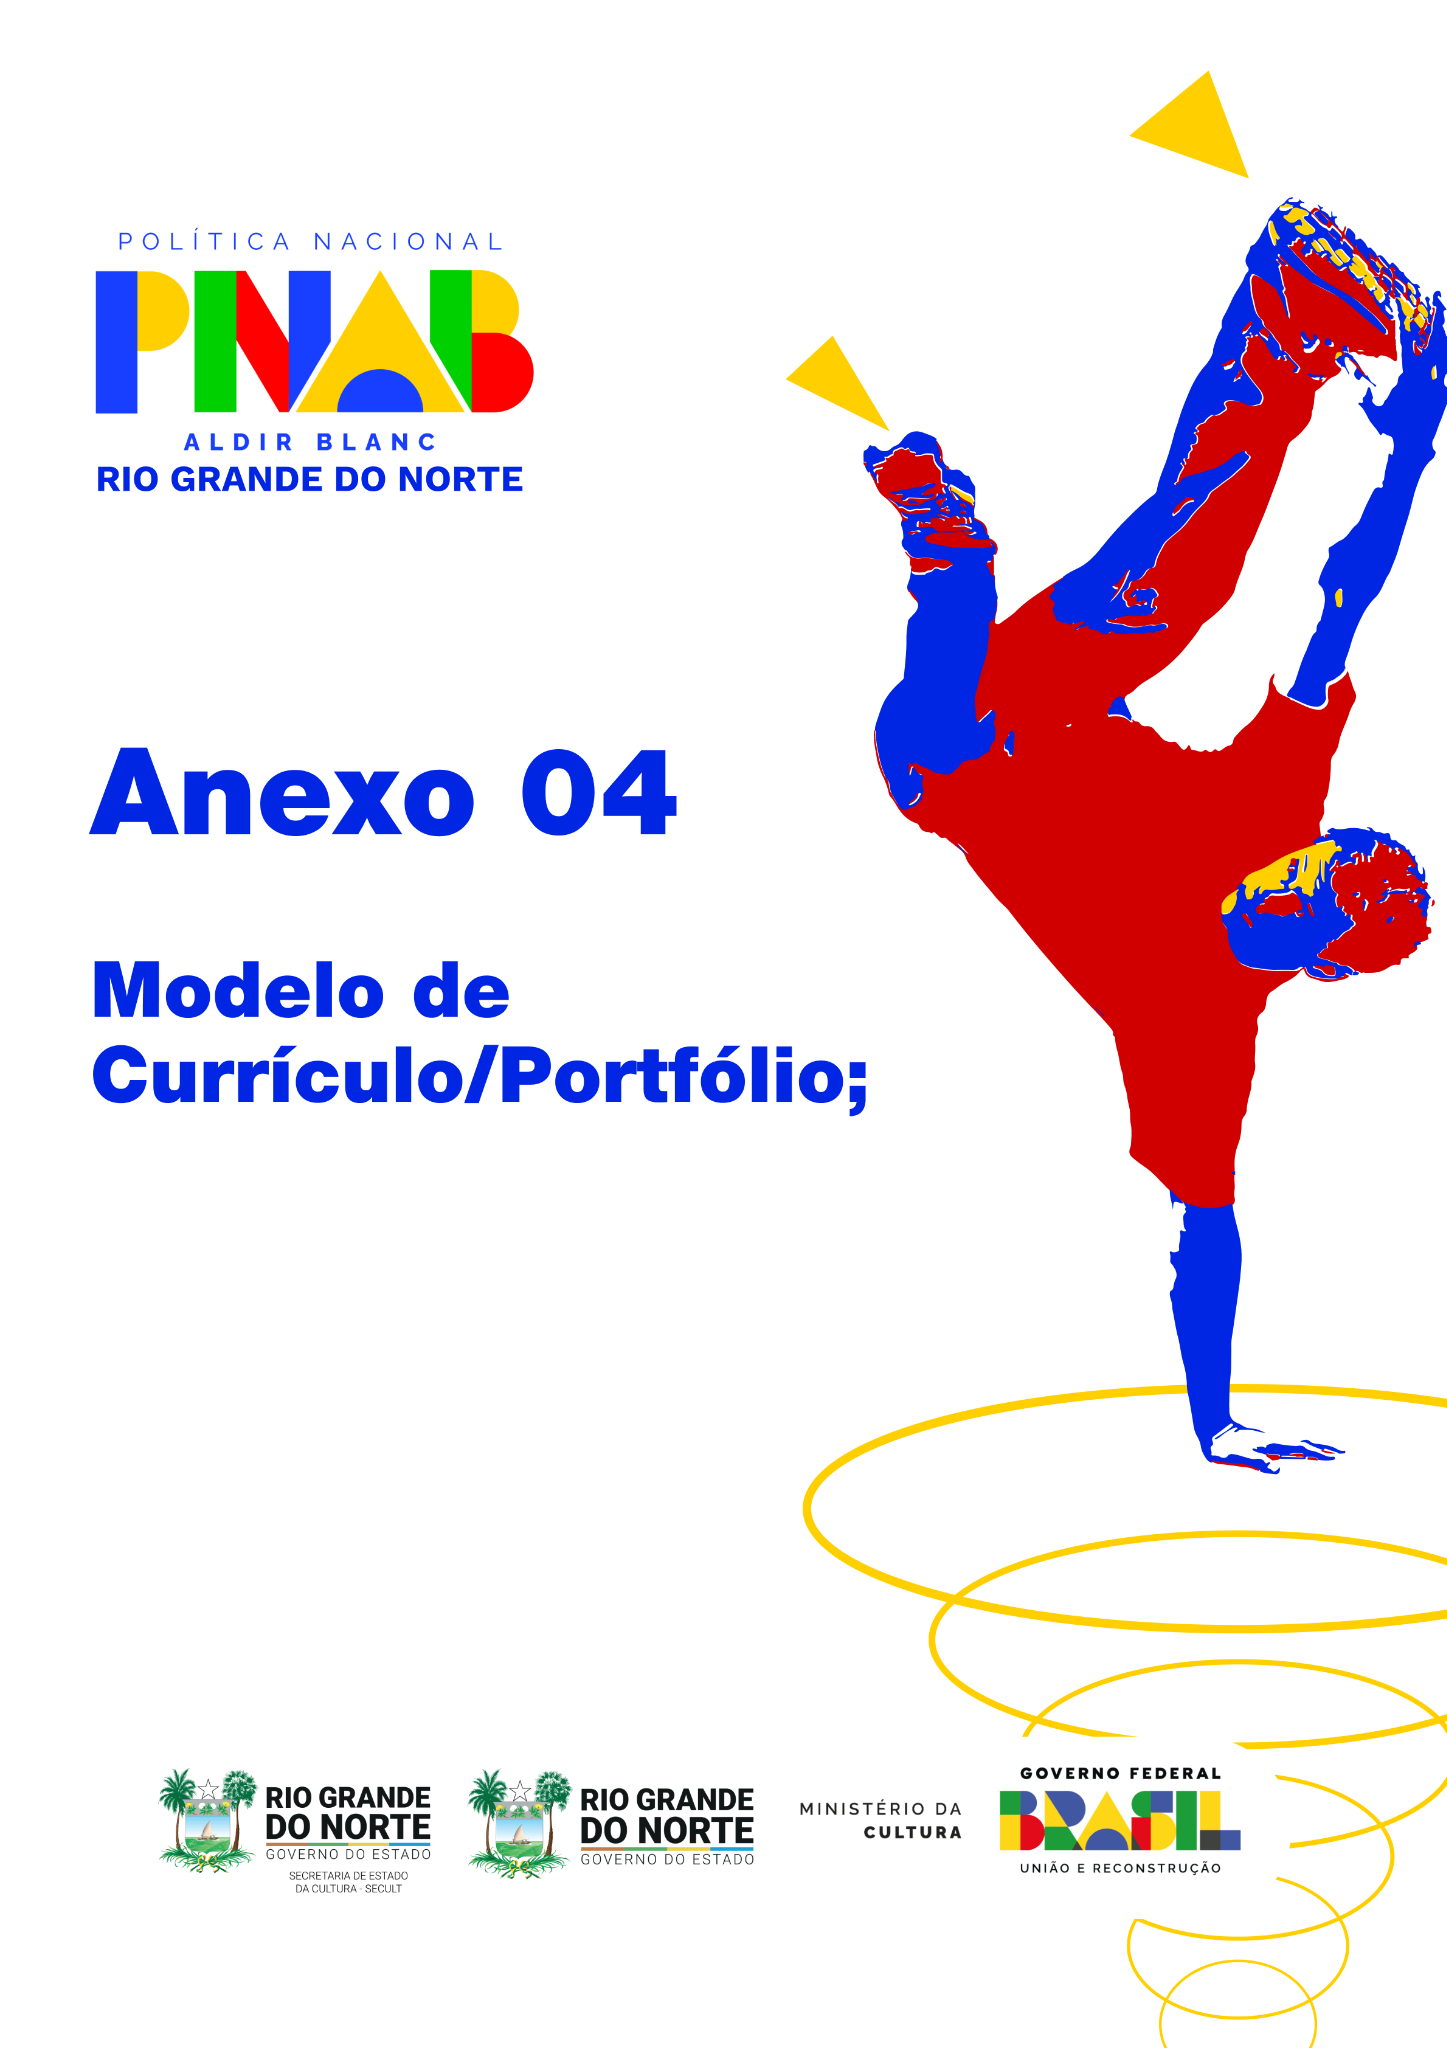 POLÍTICA NACIONAL
PNAB
ALDIR BLANC
RIO GRANDE DO NORTE
Anexo 04
Modelo de
Currículo/Portfólio;
RIO GRANDE
DO NORTE
GOVERNO DO ESTADO
SECRETARIA DE ESTADO
DA CULTURA - SECULT
RIO GRANDE
DO NORTE
GOVERNO DO ESTADO
MINISTÉRIO DA
CULTURA
GOVERNO FEDERAL
BRASIL
UNIÃO E RECONSTRUÇÃO